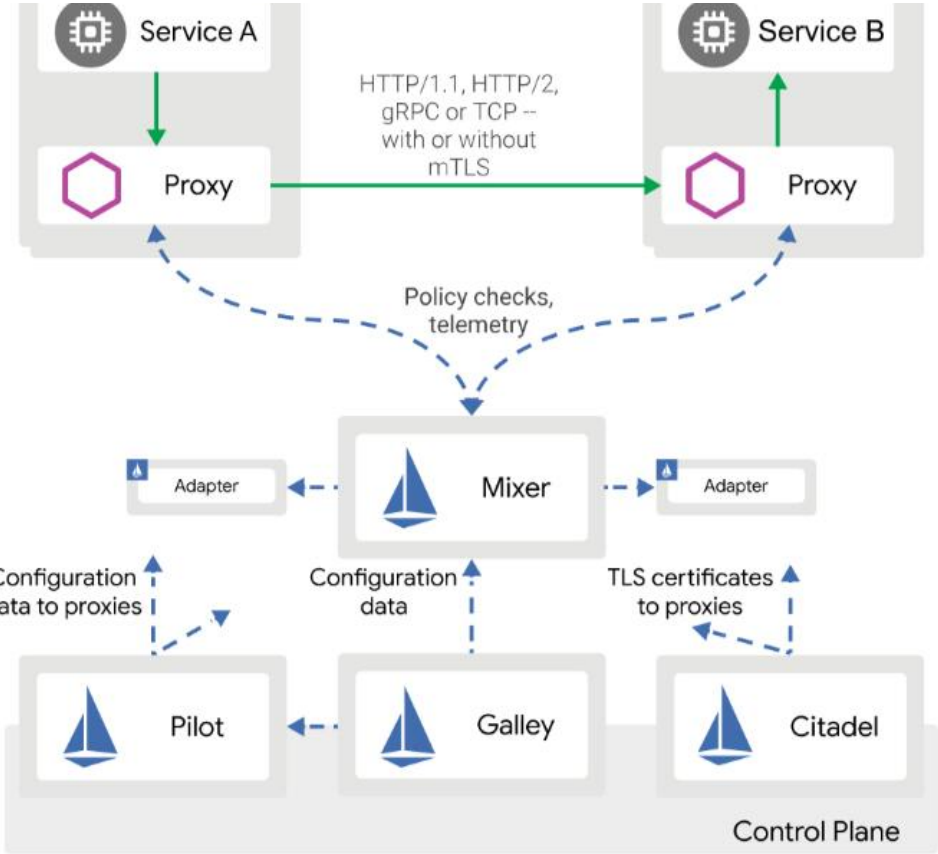 Service A
Service B
HTTP/1.1, HTTP/2,
gRPC or TCP --
with or without
mTLS
Proxy
Proxy
Policy checks,
telemetry
Mixer
Adapter
Adapter
Configuration
data to proxies
Configuration
data
TLS certificates
to proxies
Pilot
Galley
Citadel
Control Plane